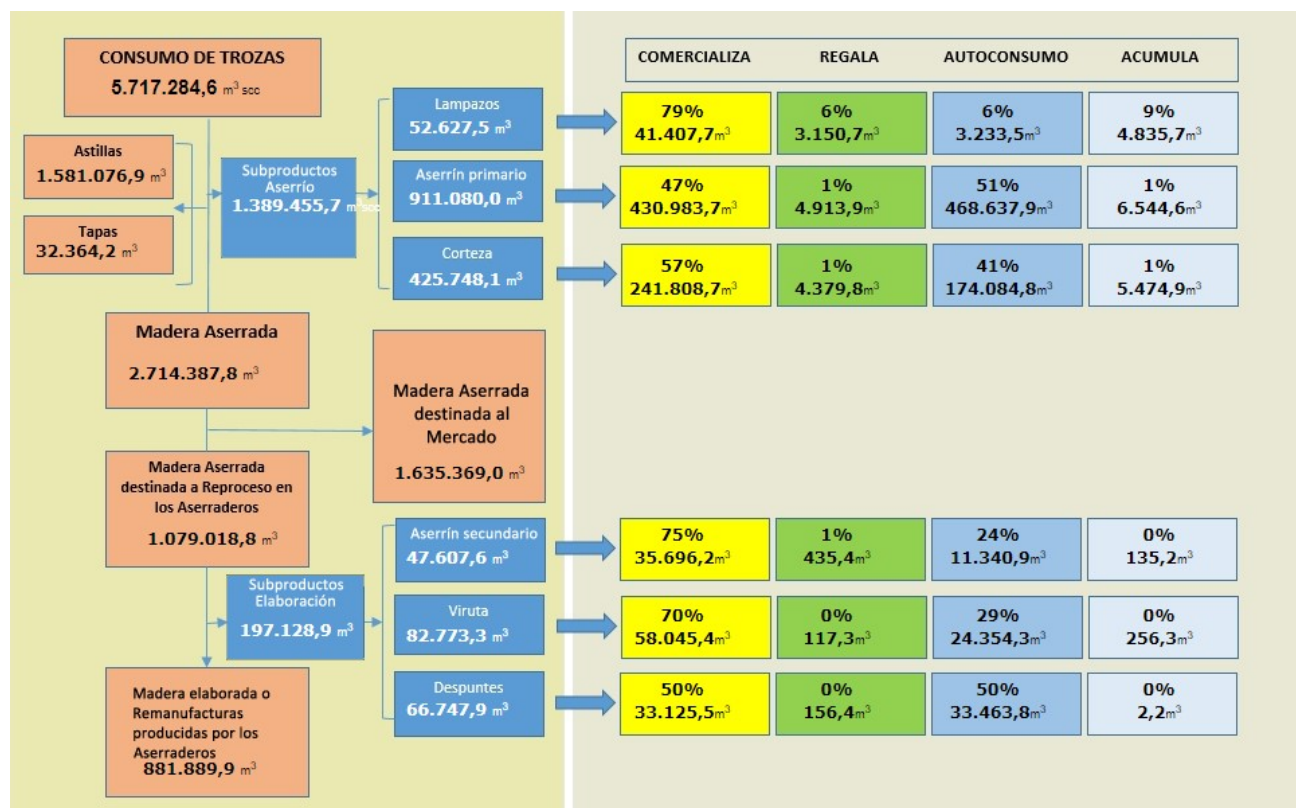 CONSUMO DE TROZAS
5.717.284,6 m³ scc
Astillas
1.581.076,9 m³
Tapas
32.364,2 m³
Subproductos
Aserrío
1.389.455,7 m³scc
Lampazos
52.627,5 m³
Aserrín primario
911.080,0 m³
Corteza
425.748,1 m³
COMERCIALIZA REGALA AUTOCONSUMO ACUMULA
79% 6% 6% 9%
41.407,7m³ 3.150,7m³ 3.233,5m³ 4.835,7m³
47% 1% 51% 1%
430.983,7m³ 4.913,9m³ 468.637,9m³ 6.544,6m³
57% 1% 41% 1%
241.808,7m³ 4.379,8m³ 174.084,8m³ 5.474,9m³
Madera Aserrada
2.714.387,8 m³
Madera Aserrada
destinada al
Mercado
1.635.369,0 m³
Madera Aserrada
destinada a Reproceso en
los Aserraderos
1.079.018,8 m³
Subproductos
Elaboración
197.128,9 m³
Aserrín secundario
47.607,6 m³
Viruta
82.773,3 m³
Despuntes
66.747,9 m³
75% 1% 24% 0%
35.696,2m³ 435,4m³ 11.340,9m³ 135,2m³
70% 0% 29% 0%
58.045,4m³ 117,3m³ 24.354,3m³ 256,3m³
50% 0% 50% 0%
33.125,5m³ 156,4m³ 33.463,8m³ 2,2m³
Madera elaborada o
Remanufacturas
producidas por los
Aserraderos
881.889,9 m³